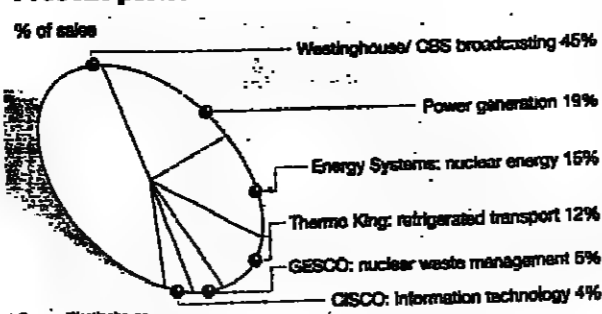 % of sales
Westinghouse/ CBS broadcasting 45%
Power generation 19%
Energy Systems: nuclear energy 15%
Thermo King: refrigerated transport 12%
GESCO: nuclear waste management 5%
CISCO: information technology 4%